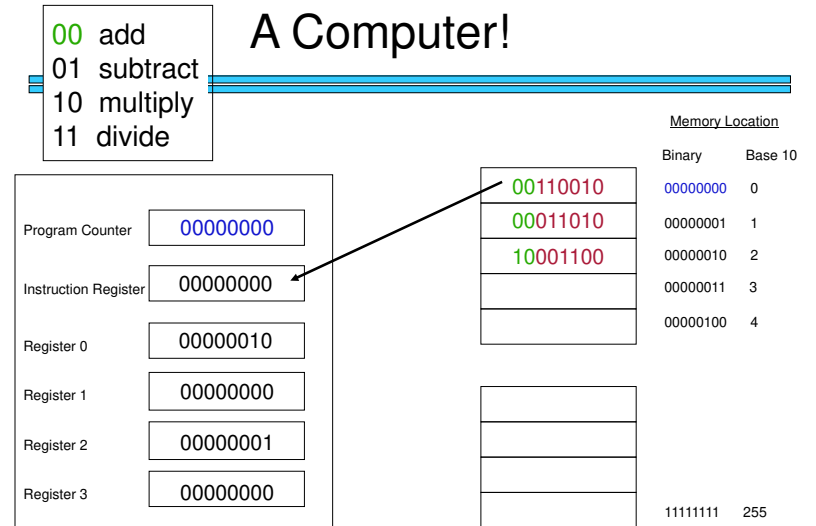 A Computer!
00 add
01 subtract
10 multiply
11 divide
Memory Location
Binary Base 10
00110010 00000000 0
00011010 00000001 1
10001100 00000010 2
00000011 3
00000100 4
11111111 255
Program Counter 00000000
Instruction Register 00000000
Register 0 00000010
Register 1 00000000
Register 2 00000001
Register 3 00000000